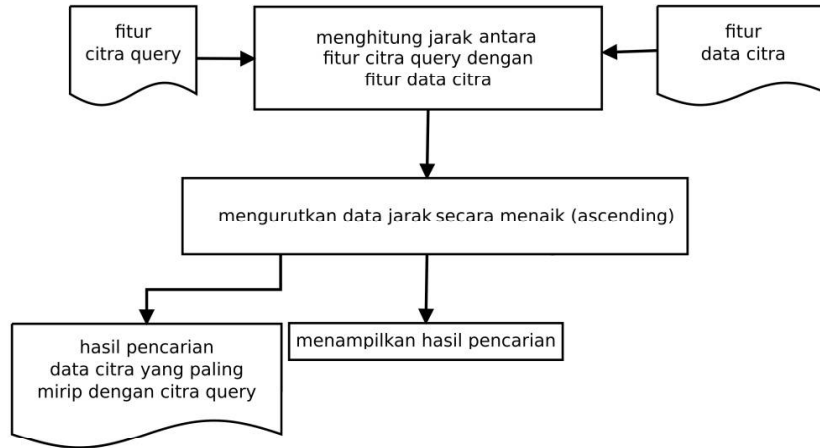 fitur
citra query
menghitung jarak antara
fitur citra query dengan
fitur data citra
fitur
data citra
mengurutkan data jarak secara menaik (ascending)
hasil pencarian
data citra yang paling
mirip dengan citra query
menampilkan hasil pencarian